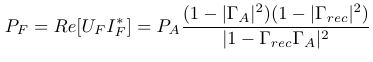 $P_F = Re[U_F I_F^*] = P_A \frac{(1 - |\Gamma_A|^2)(1 - |\Gamma_{rec}|^2)}{|1 - \Gamma_{rec}\Gamma_A|^2}$